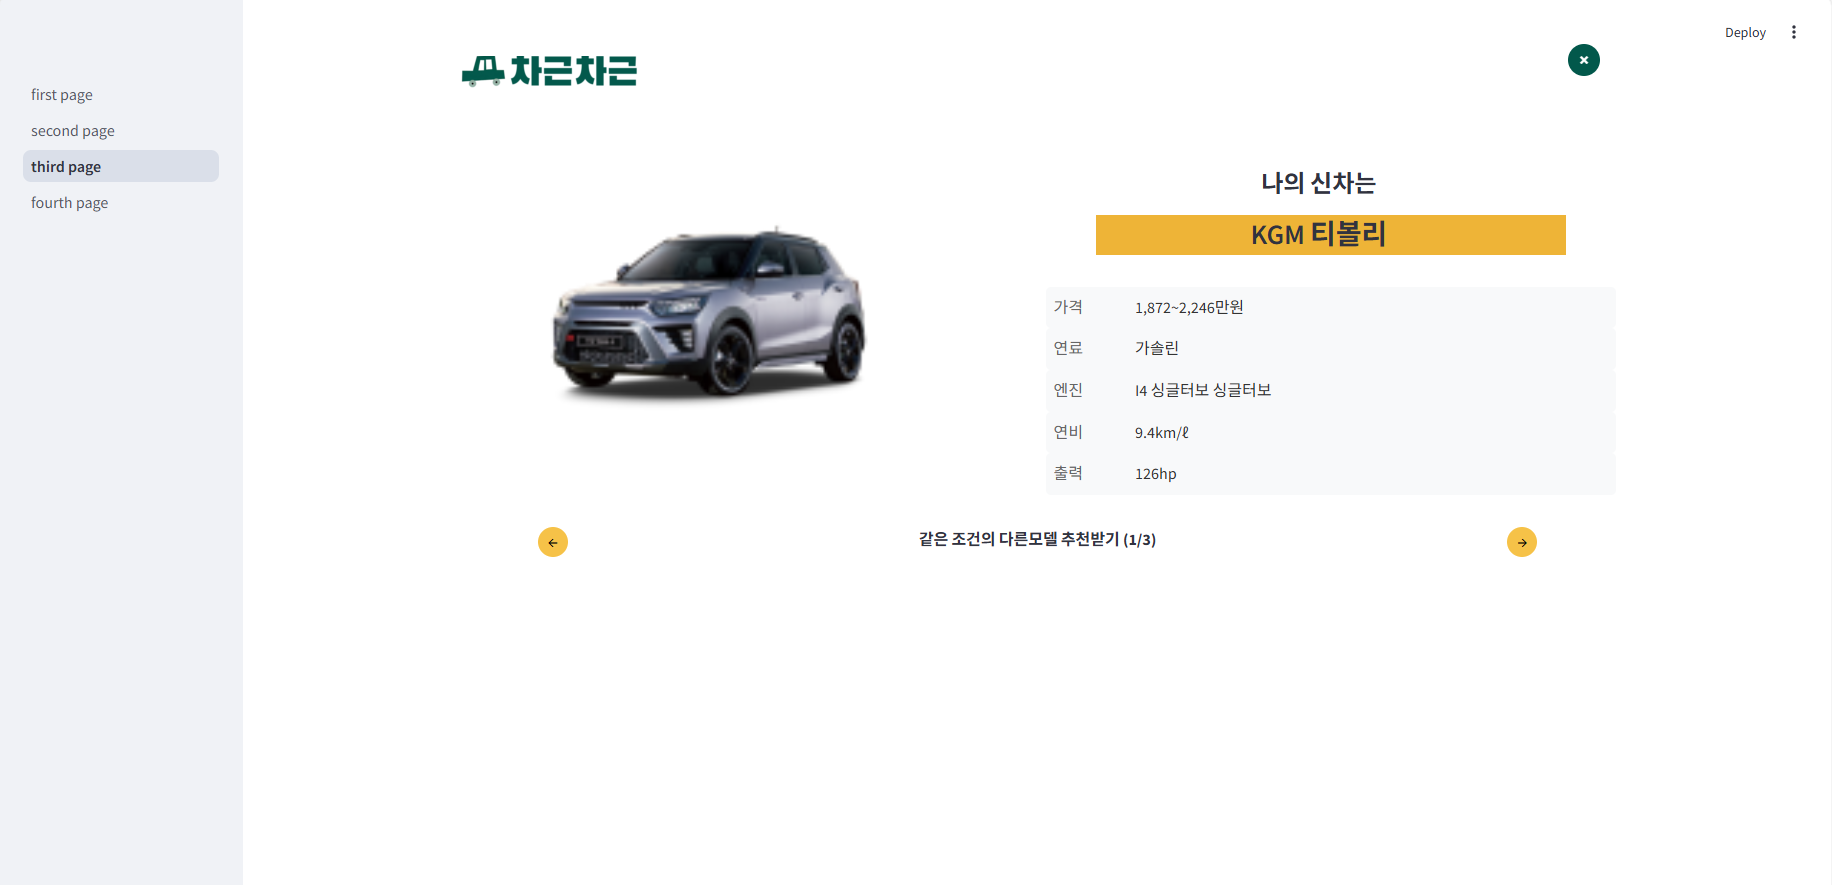 Deploy
차근차근
first page
second page
third page
fourth page
나의 신차는
KGM 티볼리
가격 1,872~2,246만원
연료 가솔린
엔진 I4 싱글터보 싱글터보
연비 9.4km/ℓ
출력 126hp
같은 조건의 다른모델 추천받기 (1/3)